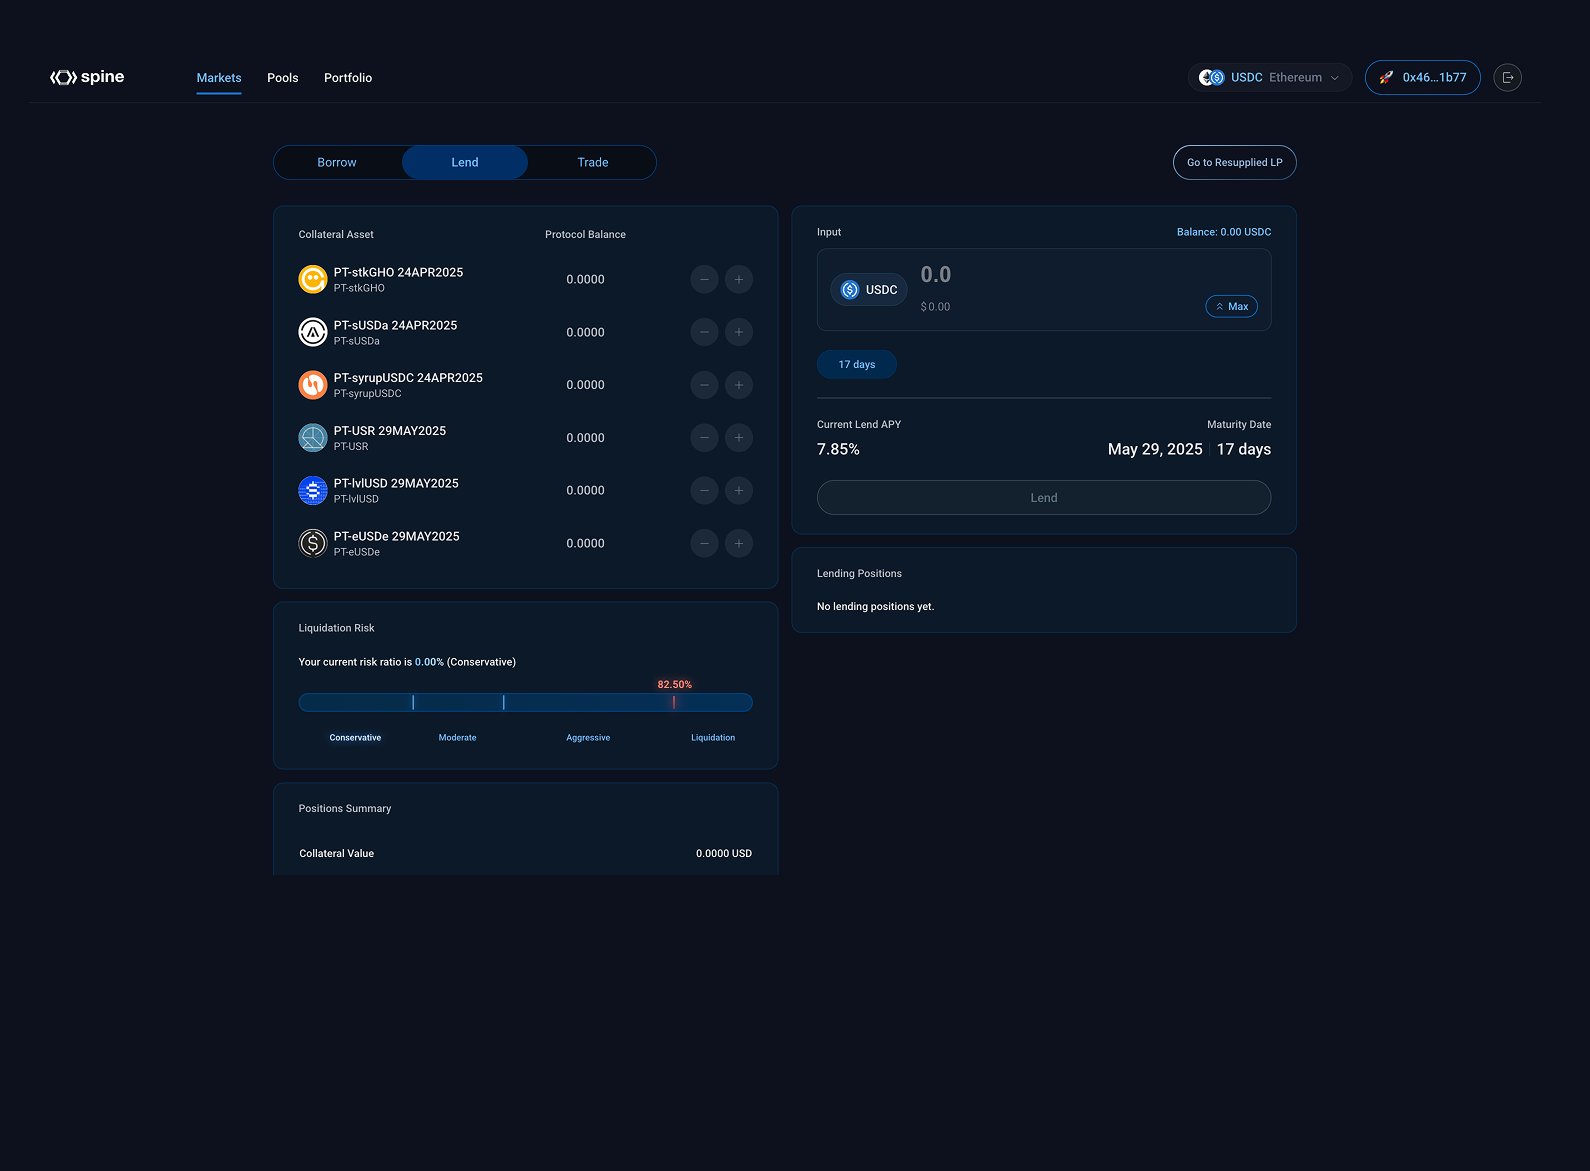 spine
Markets
Pools
Portfolio
USDC Ethereum
0x46...1b77
Borrow
Lend
Trade
Go to Resupplied LP
Collateral Asset
Protocol Balance
PT-stkGHO 24APR2025
PT-stkGHO
0.0000
PT-sUSDa 24APR2025
PT-sUSDa
0.0000
PT-syrupUSDC 24APR2025
PT-syrupUSDC
0.0000
PT-USR 29MAY2025
PT-USR
0.0000
PT-lvlUSD 29MAY2025
PT-lvlUSD
0.0000
PT-eUSDe 29MAY2025
PT-eUSDe
0.0000
Liquidation Risk
Your current risk ratio is 0.00% (Conservative)
82.50%
Conservative
Moderate
Aggressive
Liquidation
Positions Summary
Collateral Value
0.0000 USD
Input
Balance: 0.00 USDC
USDC
0.0
$0.00
Max
17 days
Current Lend APY
Maturity Date
7.85%
May 29, 2025 | 17 days
Lend
Lending Positions
No lending positions yet.